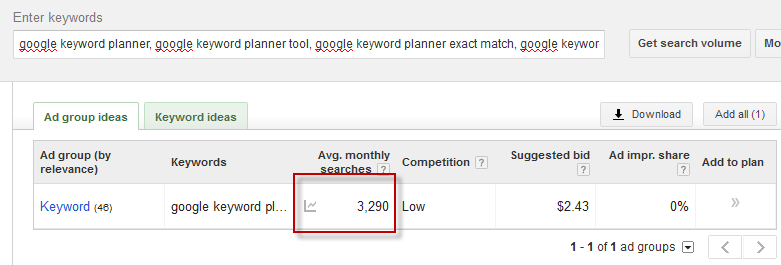 Enter keywords
google keyword planner, google keyword planner tool, google keyword planner exact match, google keywor
Get search volume
Mo
Ad group ideas
Keyword ideas
Download
Add all (1)
Ad group (by relevance)
Keywords
Avg. monthly searches ?
Competition ?
Suggested bid ?
Ad impr. share ?
Add to plan
Keyword (46)
google keyword pl...
3,290
Low
$2.43
0%
»
1 - 1 of 1 ad groups